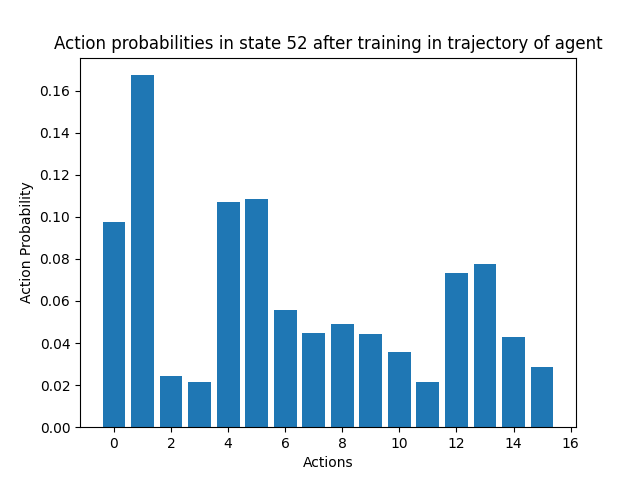 Action probabilities in state 52 after training in trajectory of agent
0.16
0.14
0.12
0.10
0.08
0.06
0.04
0.02
0.00
Action Probability
0 2 4 6 8 10 12 14 16
Actions